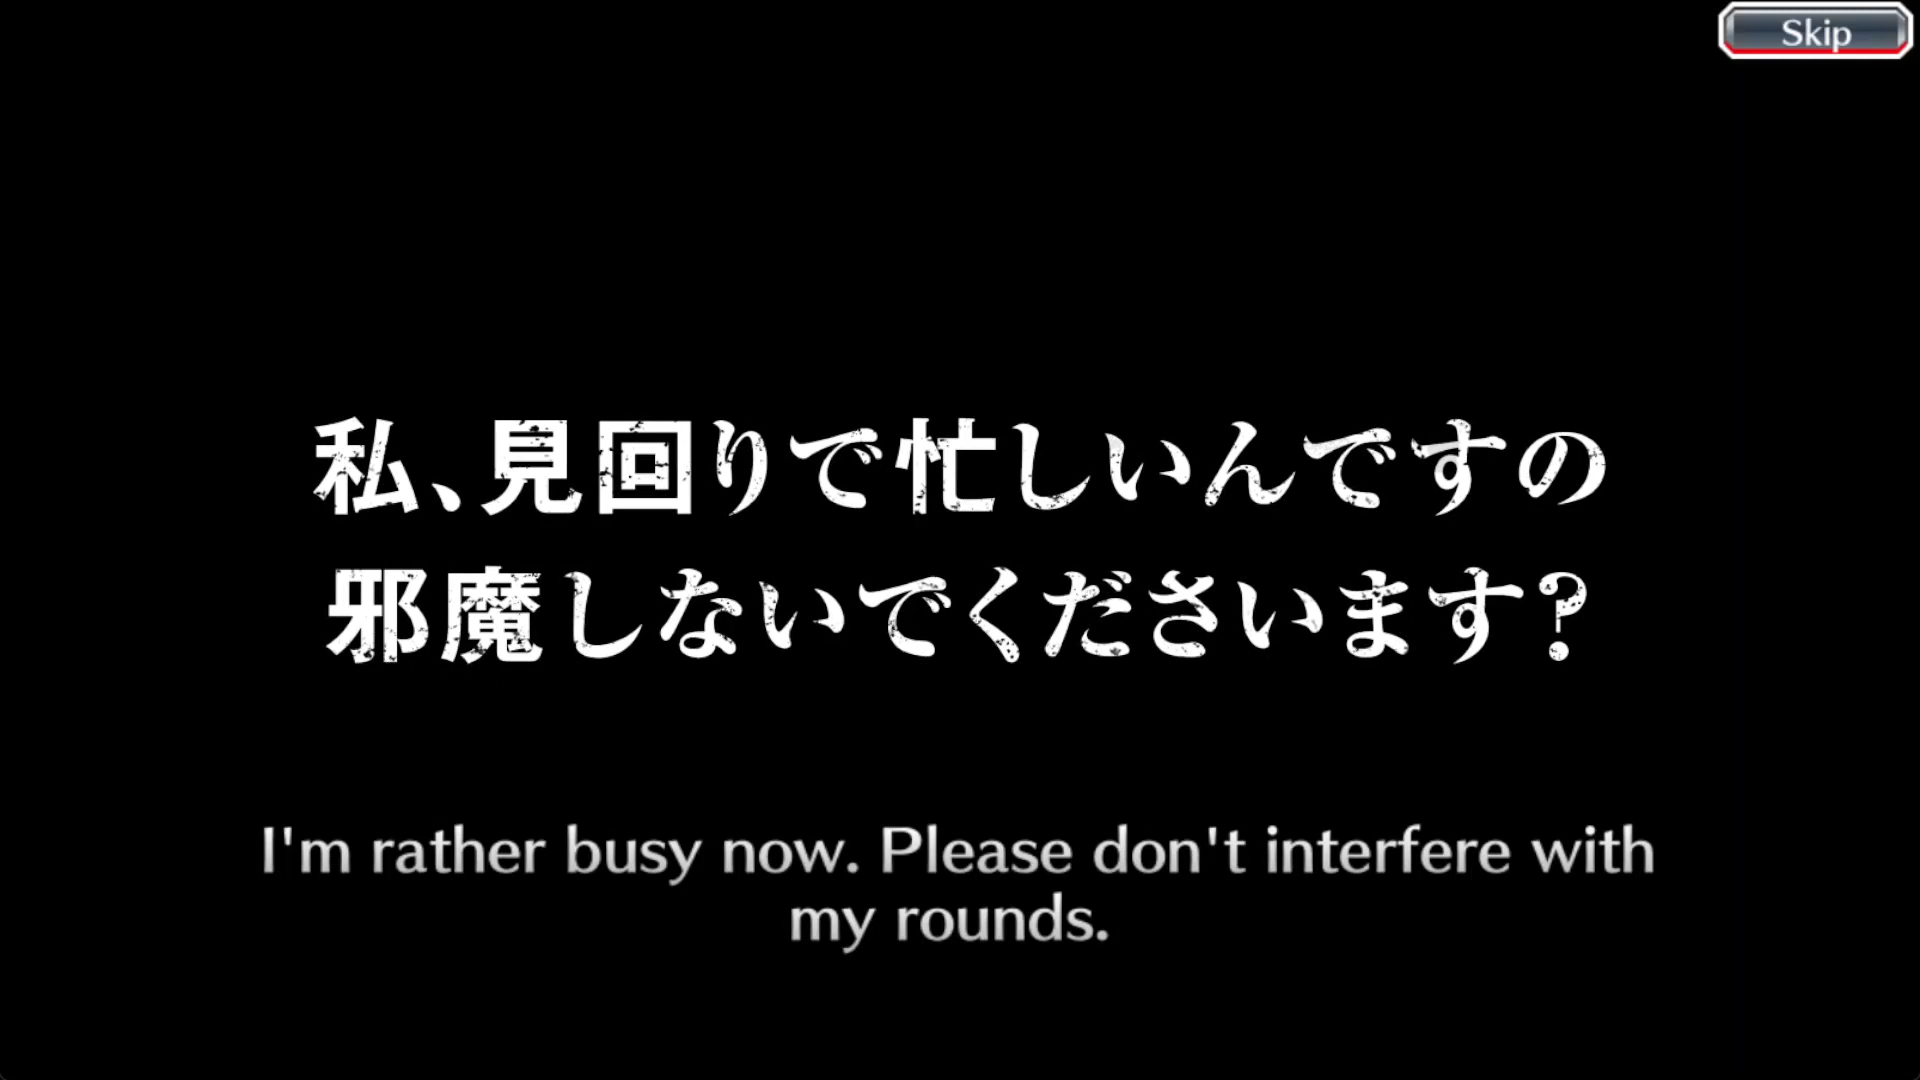 Skip
私、見回りで忙しいんですの
邪魔しないでくださいます?
I'm rather busy now. Please don't interfere with
my rounds.